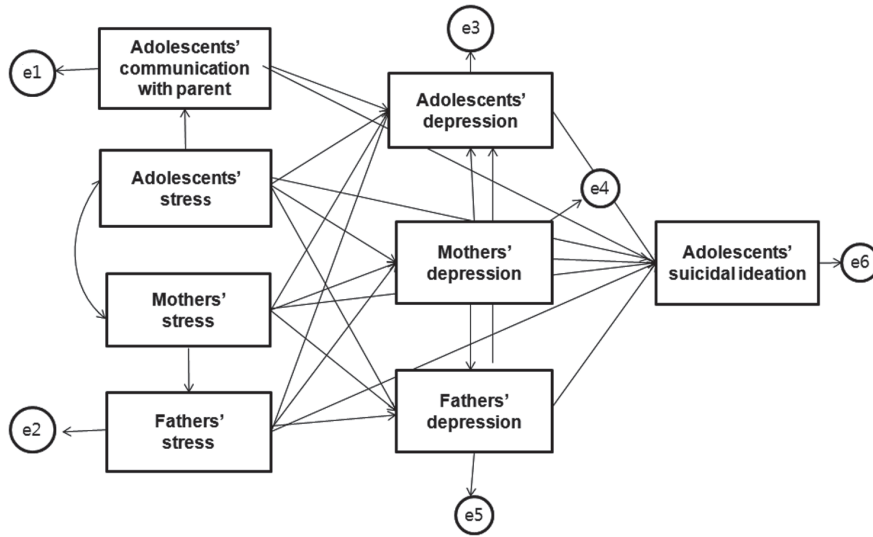 e1
Adolescents'
communication
with parent
e3
Adolescents'
depression
Adolescents'
stress
e4
Mothers'
depression
Adolescents'
suicidal ideation
e6
Mothers'
stress
Fathers'
stress
e2
Fathers'
depression
e5